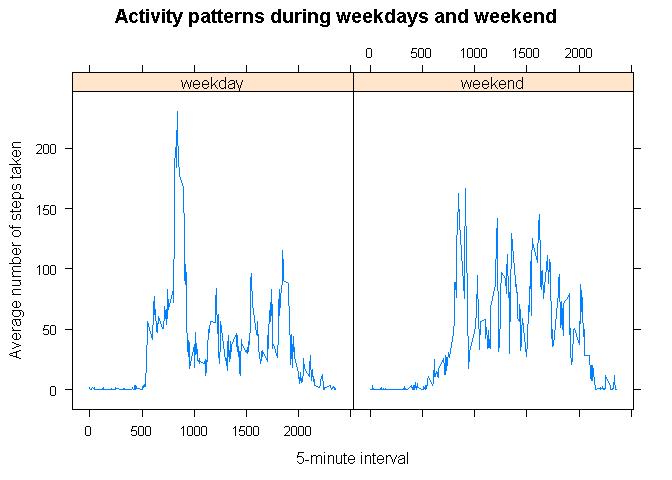 Activity patterns during weekdays and weekend
0 500 1000 1500 2000
weekday weekend
Average number of steps taken
200
150
100
50
0
0 500 1000 1500 2000
5-minute interval